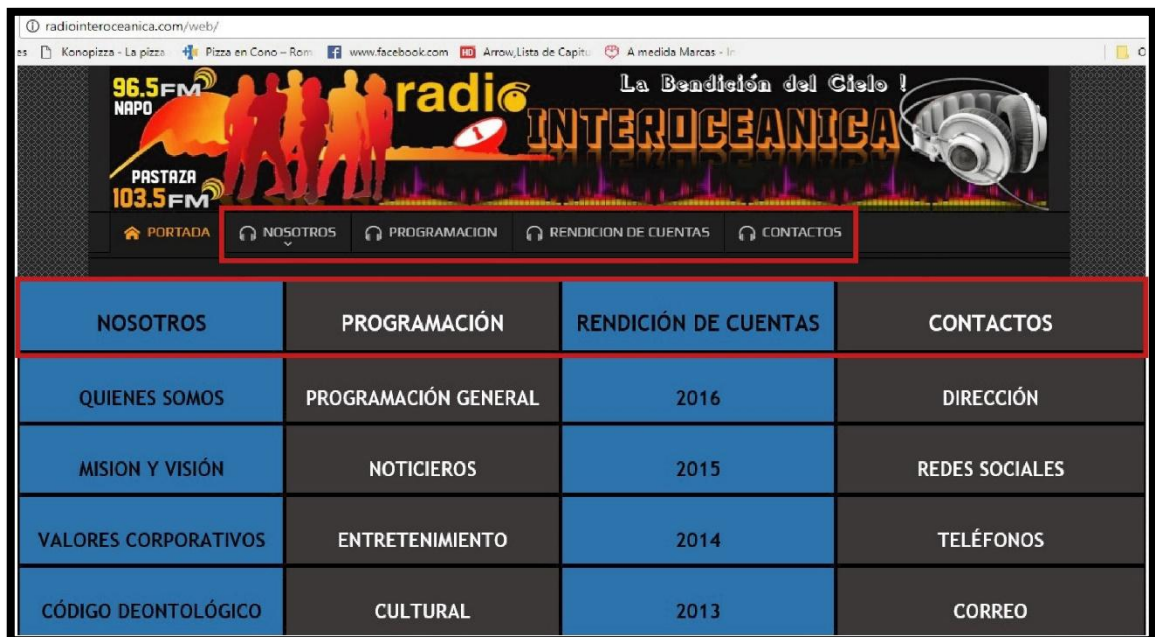 radiointeroceanica.com/web/
es Konopizza - La pizza Pizza en Cono – Rom www.facebook.com Arrow,Lista de Capitu A medida Marcas - In O
96.5FM
NAPO
PASTAZA
103.5FM
radio
La Bendición del Cielo !
INTEROCEANICA
PORTADA NOSOTROS PROGRAMACION RENDICION DE CUENTAS CONTACTOS
NOSOTROS PROGRAMACIÓN RENDICIÓN DE CUENTAS CONTACTOS
QUIENES SOMOS PROGRAMACIÓN GENERAL 2016 DIRECCIÓN
MISION Y VISIÓN NOTICIEROS 2015 REDES SOCIALES
VALORES CORPORATIVOS ENTRETENIMIENTO 2014 TELÉFONOS
CÓDIGO DEONTOLÓGICO CULTURAL 2013 CORREO